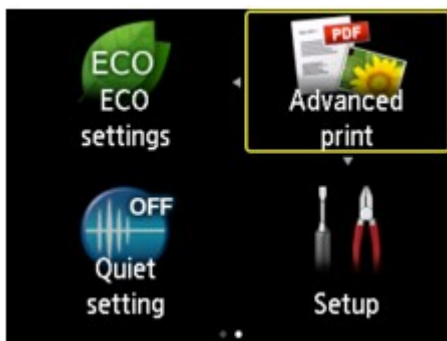 ECO
ECO
settings
PDF
Advanced
print
OFF
Quiet
setting
Setup